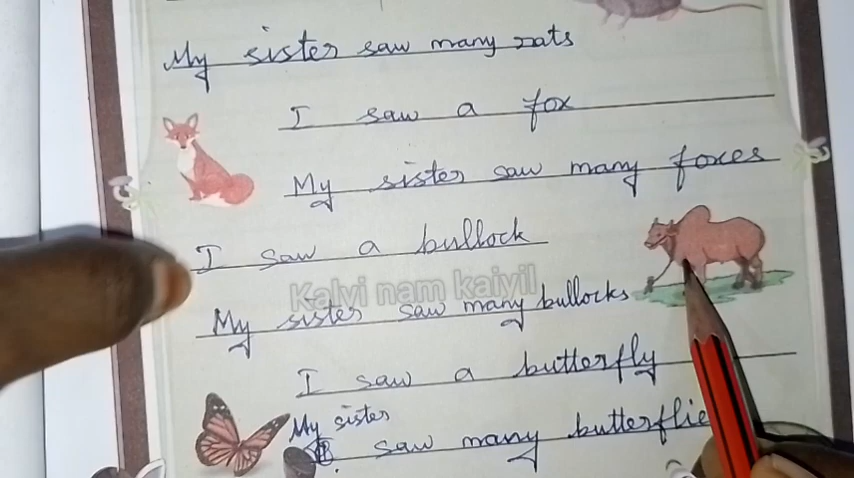 My sister saw many rats
I saw a fox
My sister saw many foxes
I saw a bullock
Kalvi nam kaiyil
My sister saw many bullocks
I saw a butterfly
My sister
saw many butterflie